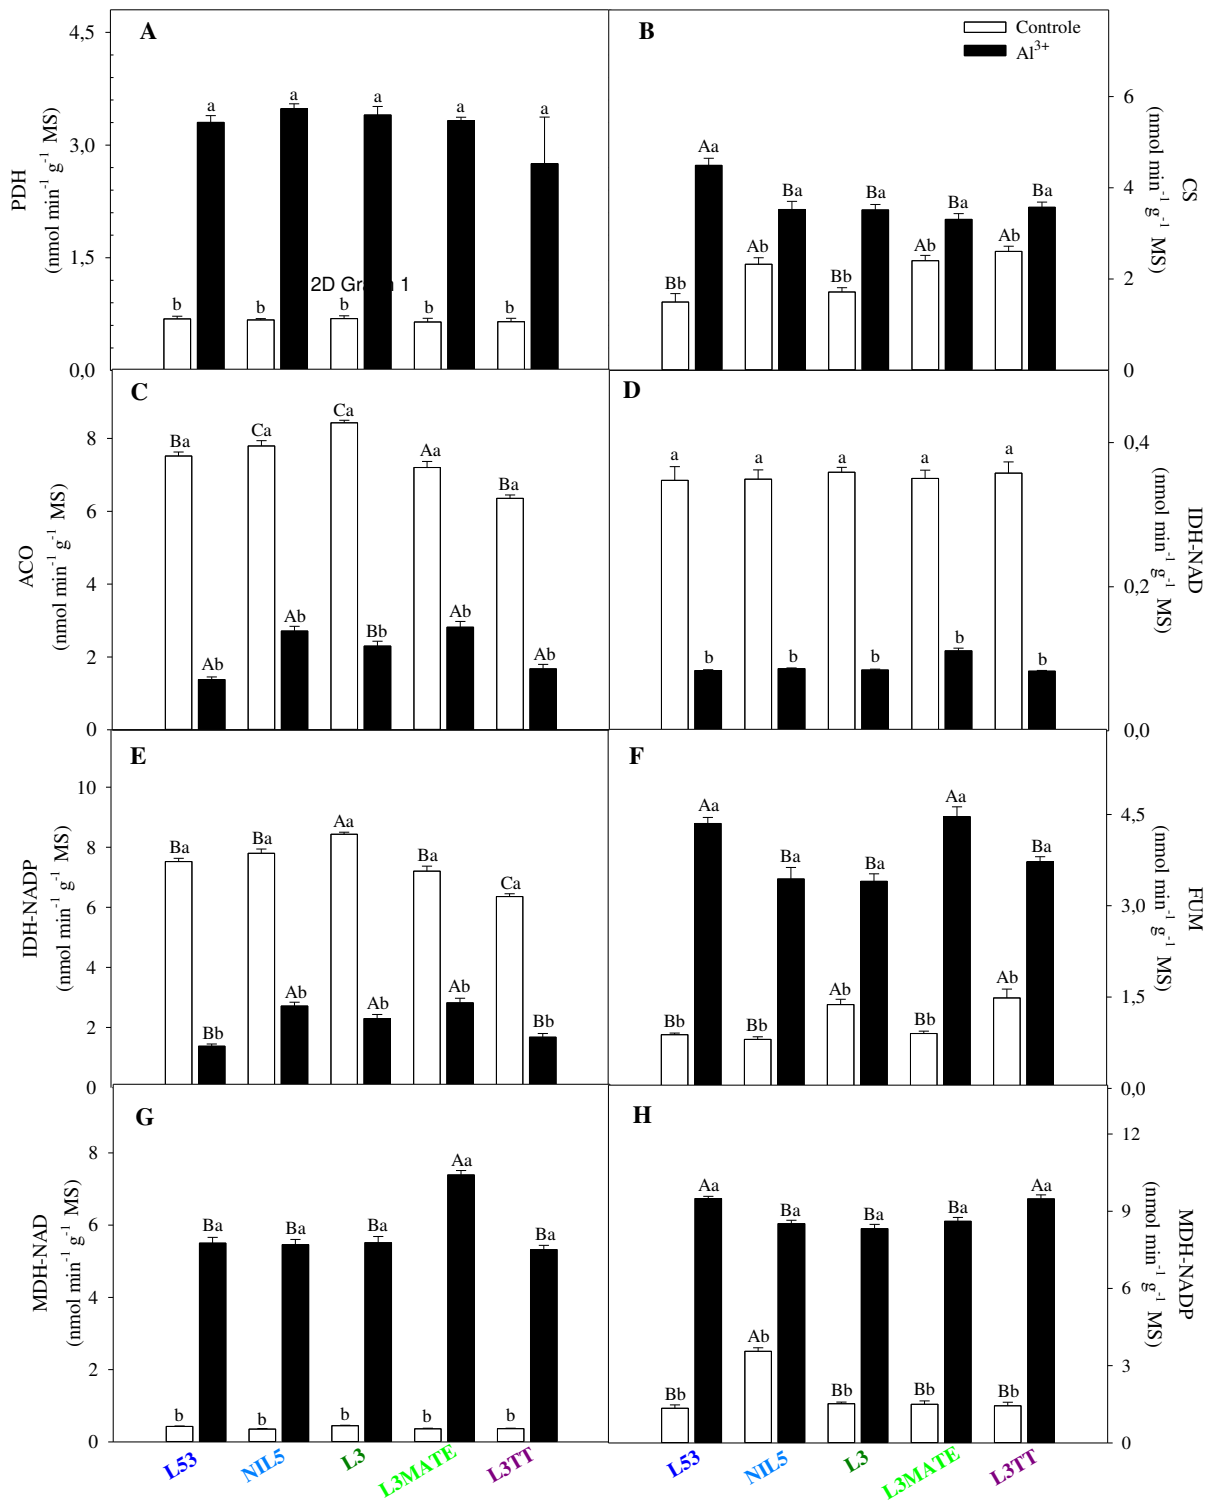 A
4,5
3,0
1,5
0,0
PDH
(nmol min-1 g-1 MS)
a a a a a
b b b b b
2D Gra 1
B
Controle
Al3+
6
4
2
0
CS
(nmol min-1 g-1 MS)
Aa Ba Ba Ba Ba
Bb Ab Bb Ab Ab
C
8
6
4
2
0
ACO
(nmol min-1 g-1 MS)
Ba Ca Ca Aa Ba
Ab Ab Bb Ab Ab
D
0,4
0,2
0,0
IDH-NAD
(nmol min-1 g-1 MS)
a a a a a
b b b b b
E
10
8
6
4
2
0
IDH-NADP
(nmol min-1 g-1 MS)
Ba Ba Aa Ba Ca
Bb Ab Ab Ab Bb
F
4,5
3,0
1,5
0,0
FUM
(nmol min-1 g-1 MS)
Aa Ba Ba Aa Ba
Bb Bb Ab Bb Ab
G
8
6
4
2
0
MDH-NAD
(nmol min-1 g-1 MS)
Ba Ba Ba Aa Ba
b b b b b
H
12
9
6
3
0
MDH-NADP
(nmol min-1 g-1 MS)
Aa Ba Ba Ba Aa
Bb Ab Bb Bb Bb
L53 NIL5 L3 L3MATE L3TT
L53 NIL5 L3 L3MATE L3TT